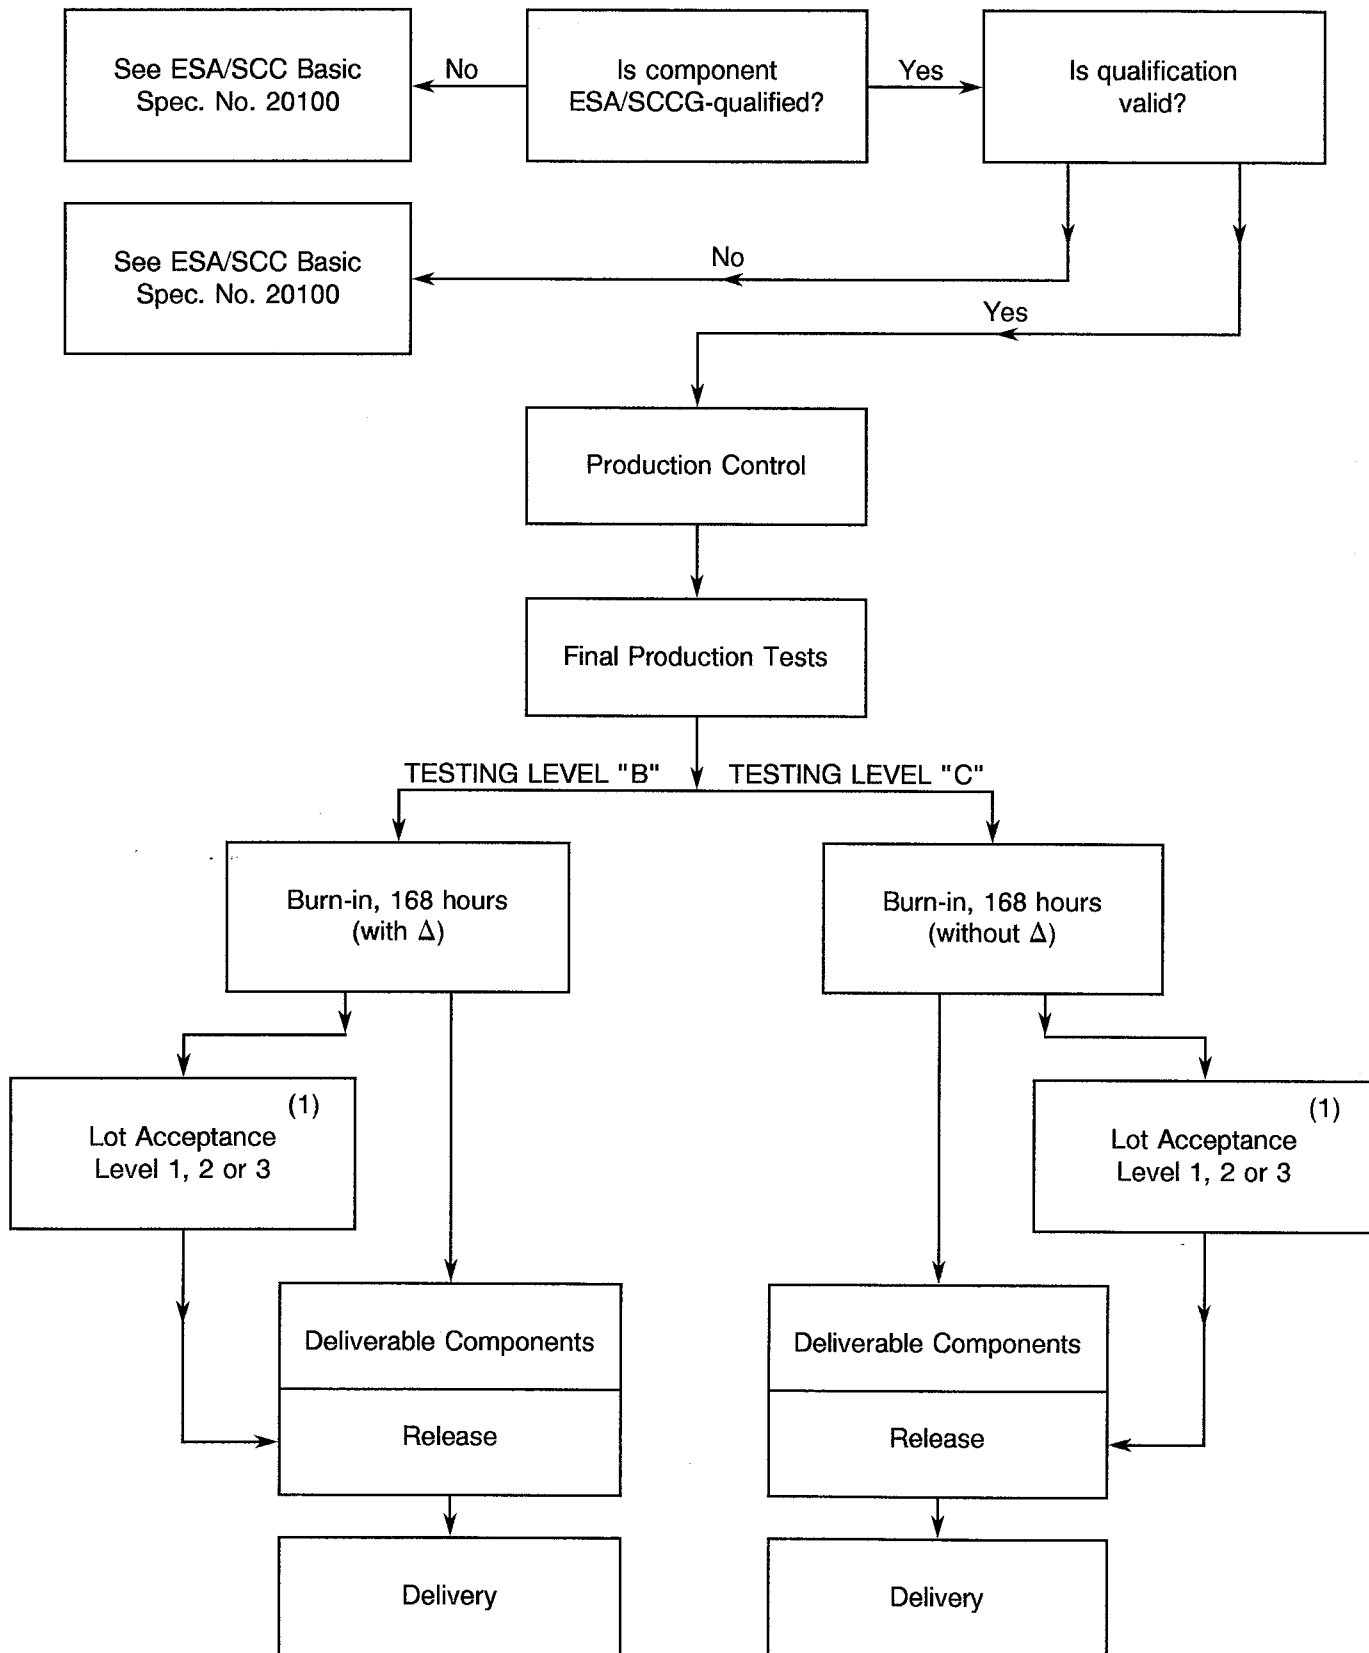 See ESA/SCC Basic
Spec. No. 20100
No
Is component
ESA/SCCG-qualified?
Yes
Is qualification
valid?
See ESA/SCC Basic
Spec. No. 20100
No
Yes
Production Control
Final Production Tests
TESTING LEVEL "B"
TESTING LEVEL "C"
Burn-in, 168 hours
(with Δ)
Burn-in, 168 hours
(without Δ)
(1)
Lot Acceptance
Level 1, 2 or 3
(1)
Lot Acceptance
Level 1, 2 or 3
Deliverable Components
Release
Deliverable Components
Release
Delivery
Delivery